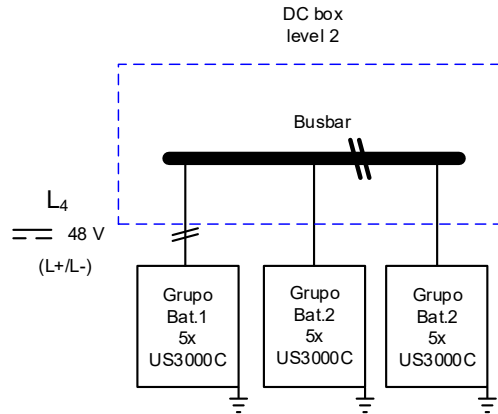 DC box
level 2
Busbar
L₄
48 V
(L+/L-)
Grupo
Bat.1
5x
US3000C
Grupo
Bat.2
5x
US3000C
Grupo
Bat.2
5x
US3000C